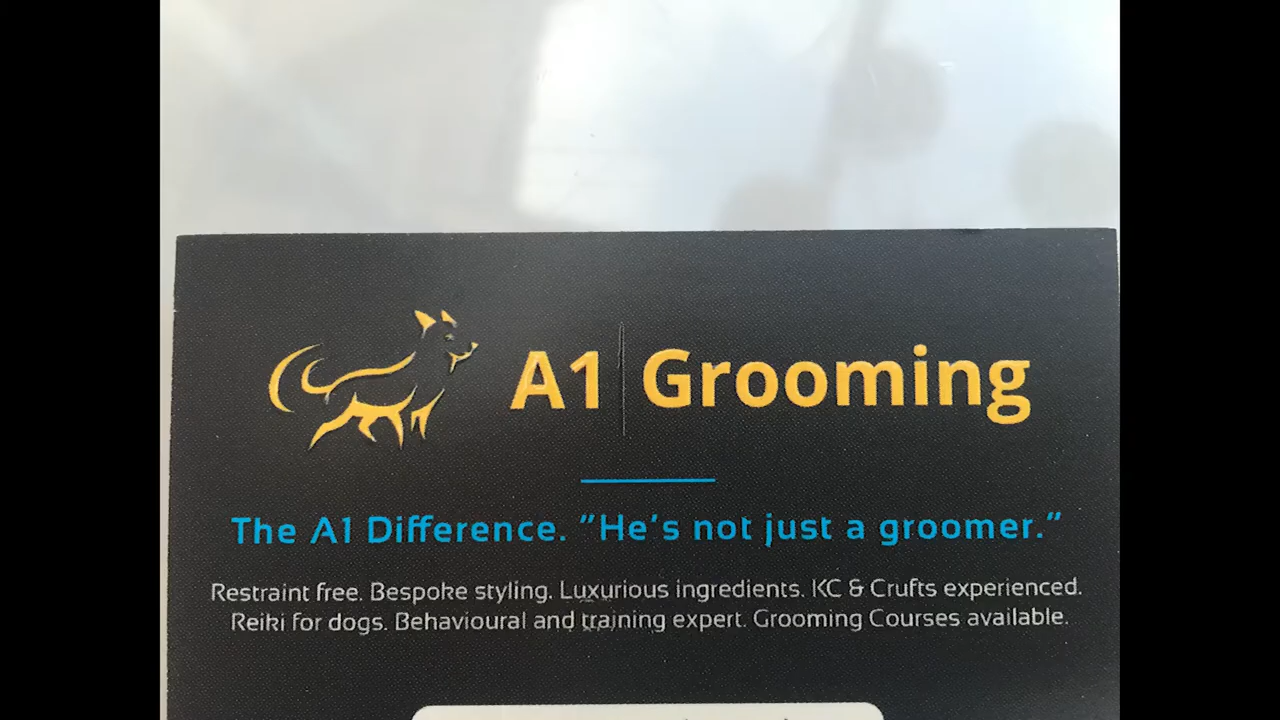 A1 Grooming
The A1 Difference. "He's not just a groomer."
Restraint free. Bespoke styling. Luxurious ingredients. KC & Crufts experienced.
Reiki for dogs. Behavioural and training expert. Grooming Courses available.